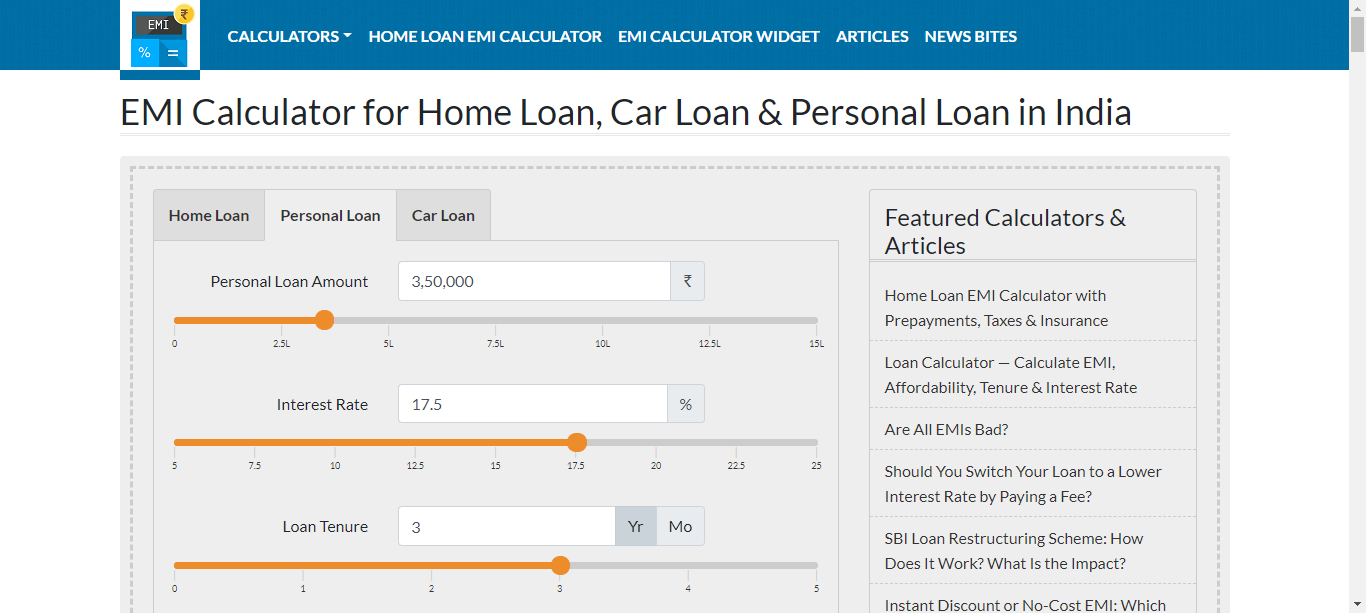 EMI ₹
% =
CALCULATORS HOME LOAN EMI CALCULATOR EMI CALCULATOR WIDGET ARTICLES NEWS BITES
EMI Calculator for Home Loan, Car Loan & Personal Loan in India
Home Loan Personal Loan Car Loan
Personal Loan Amount 3,50,000 ₹
0 2.5L 5L 7.5L 10L 12.5L 15L
Interest Rate 17.5 %
5 7.5 10 12.5 15 17.5 20 22.5 25
Loan Tenure 3 Yr Mo
0 1 2 3 4 5
Featured Calculators &
Articles
Home Loan EMI Calculator with
Prepayments, Taxes & Insurance
Loan Calculator — Calculate EMI,
Affordability, Tenure & Interest Rate
Are All EMIs Bad?
Should You Switch Your Loan to a Lower
Interest Rate by Paying a Fee?
SBI Loan Restructuring Scheme: How
Does It Work? What Is the Impact?
Instant Discount or No-Cost EMI: Which